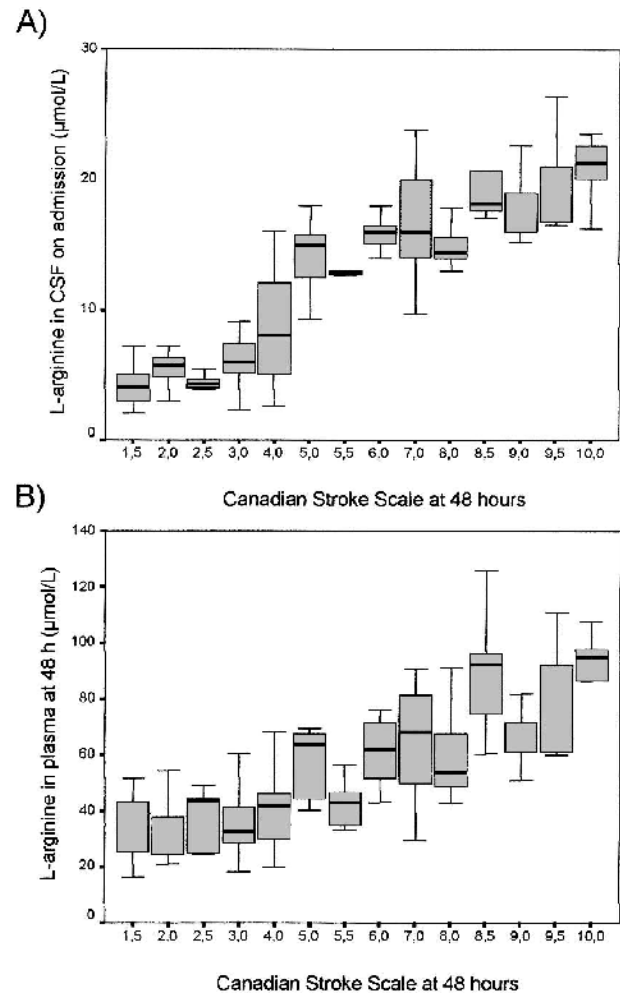 A)
L-arginine in CSF on admission (µmol/L)
30
20
10
0
1,5 2,0 2,5 3,0 4,0 5,0 5,5 6,0 7,0 8,0 8,5 9,0 9,5 10,0
Canadian Stroke Scale at 48 hours
B)
L-arginine in plasma at 48 h (µmol/L)
140
120
100
80
60
40
20
0
1,5 2,0 2,5 3,0 4,0 5,0 5,5 6,0 7,0 8,0 8,5 9,0 9,5 10,0
Canadian Stroke Scale at 48 hours